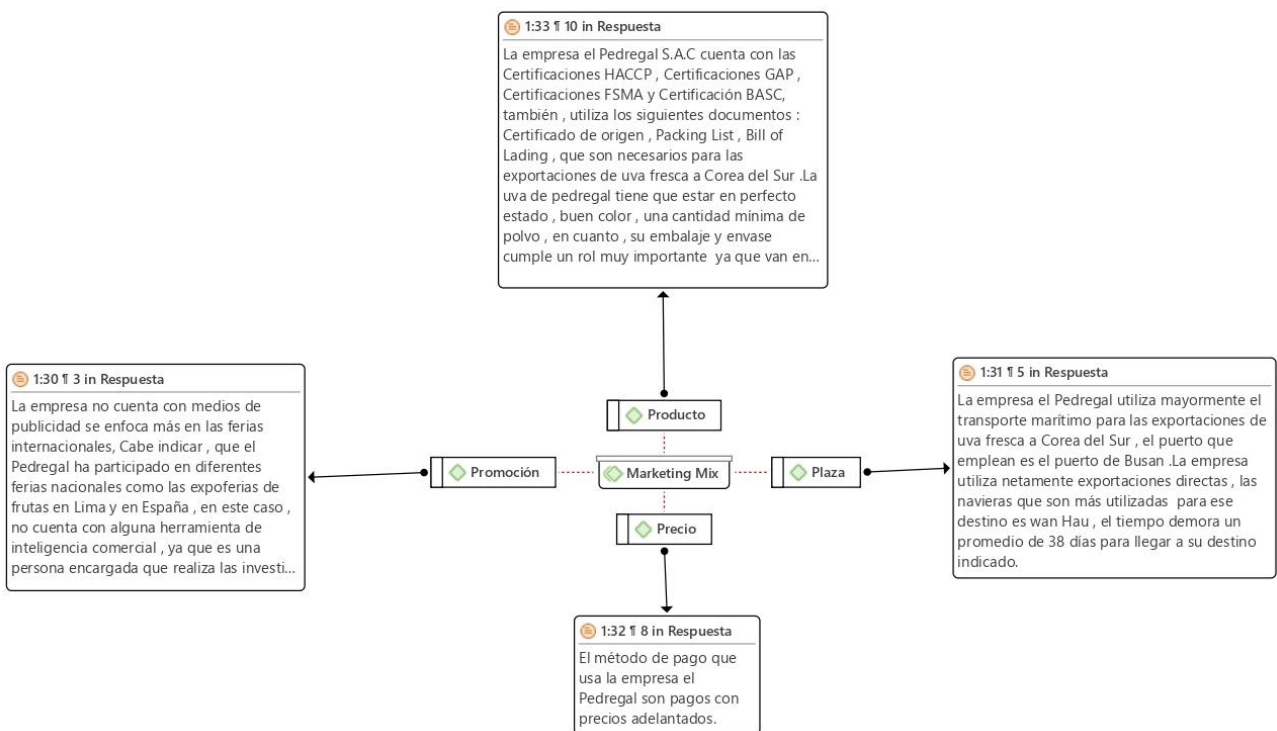 1:33 ¶ 10 in Respuesta
La empresa el Pedregal S.A.C cuenta con las
Certificaciones HACCP , Certificaciones GAP ,
Certificaciones FSMA y Certificación BASC,
también , utiliza los siguientes documentos :
Certificado de origen , Packing List , Bill of
Lading , que son necesarios para las
exportaciones de uva fresca a Corea del Sur .La
uva de pedregal tiene que estar en perfecto
estado , buen color , una cantidad mínima de
polvo , en cuanto , su embalaje y envase
cumple un rol muy importante ya que van en...
1:30 ¶ 3 in Respuesta
La empresa no cuenta con medios de
publicidad se enfoca más en las ferias
internacionales, Cabe indicar , que el
Pedregal ha participado en diferentes
ferias nacionales como las expoferias de
frutas en Lima y en España , en este caso ,
no cuenta con alguna herramienta de
inteligencia comercial , ya que es una
persona encargada que realiza las investi...
Producto
Promoción
Marketing Mix
Plaza
Precio
1:31 ¶ 5 in Respuesta
La empresa el Pedregal utiliza mayormente el
transporte marítimo para las exportaciones de
uva fresca a Corea del Sur , el puerto que
emplean es el puerto de Busan .La empresa
utiliza netamente exportaciones directas , las
navieras que son más utilizadas para ese
destino es wan Hau , el tiempo demora un
promedio de 38 días para llegar a su destino
indicado.
1:32 ¶ 8 in Respuesta
El método de pago que
usa la empresa el
Pedregal son pagos con
precios adelantados.